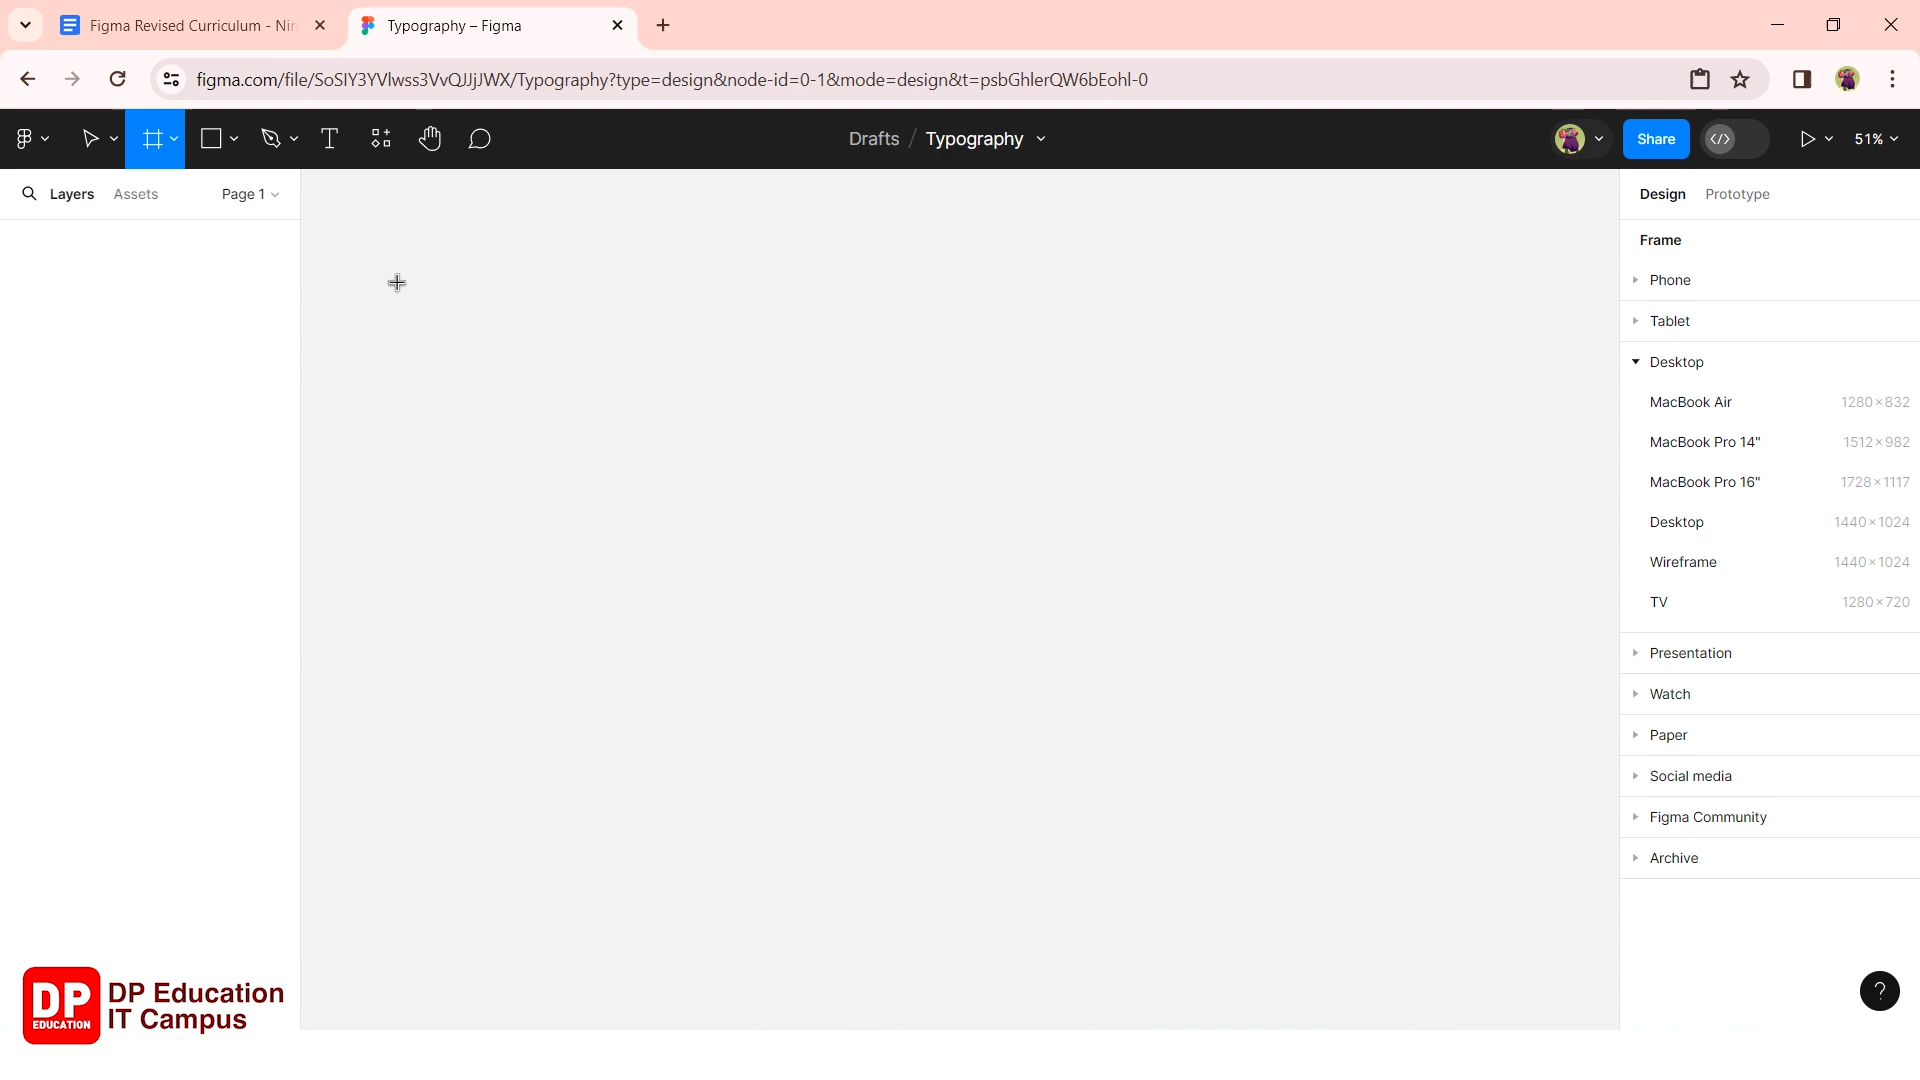 Figma Revised Curriculum - Nir
Typography – Figma
figma.com/file/SoSIY3YVlwss3VvQJJjJWX/Typography?type=design&node-id=0-1&mode=design&t=psbGhlerQW6bEohl-0
Drafts / Typography
Share
51%
Layers
Assets
Page 1
Design
Prototype
Frame
Phone
Tablet
Desktop
MacBook Air 1280×832
MacBook Pro 14" 1512×982
MacBook Pro 16" 1728×1117
Desktop 1440×1024
Wireframe 1440×1024
TV 1280×720
Presentation
Watch
Paper
Social media
Figma Community
Archive
?
DP
EDUCATION
DP Education
IT Campus